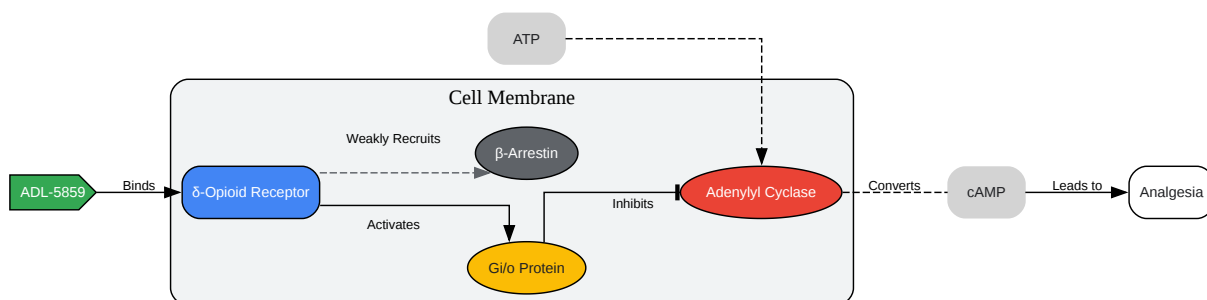 ATP
Cell Membrane
Weakly Recruits
β-Arrestin
ADL-5859
Binds
δ-Opioid Receptor
Adenylyl Cyclase
Converts
cAMP
Leads to
Analgesia
Inhibits
Activates
Gi/o Protein